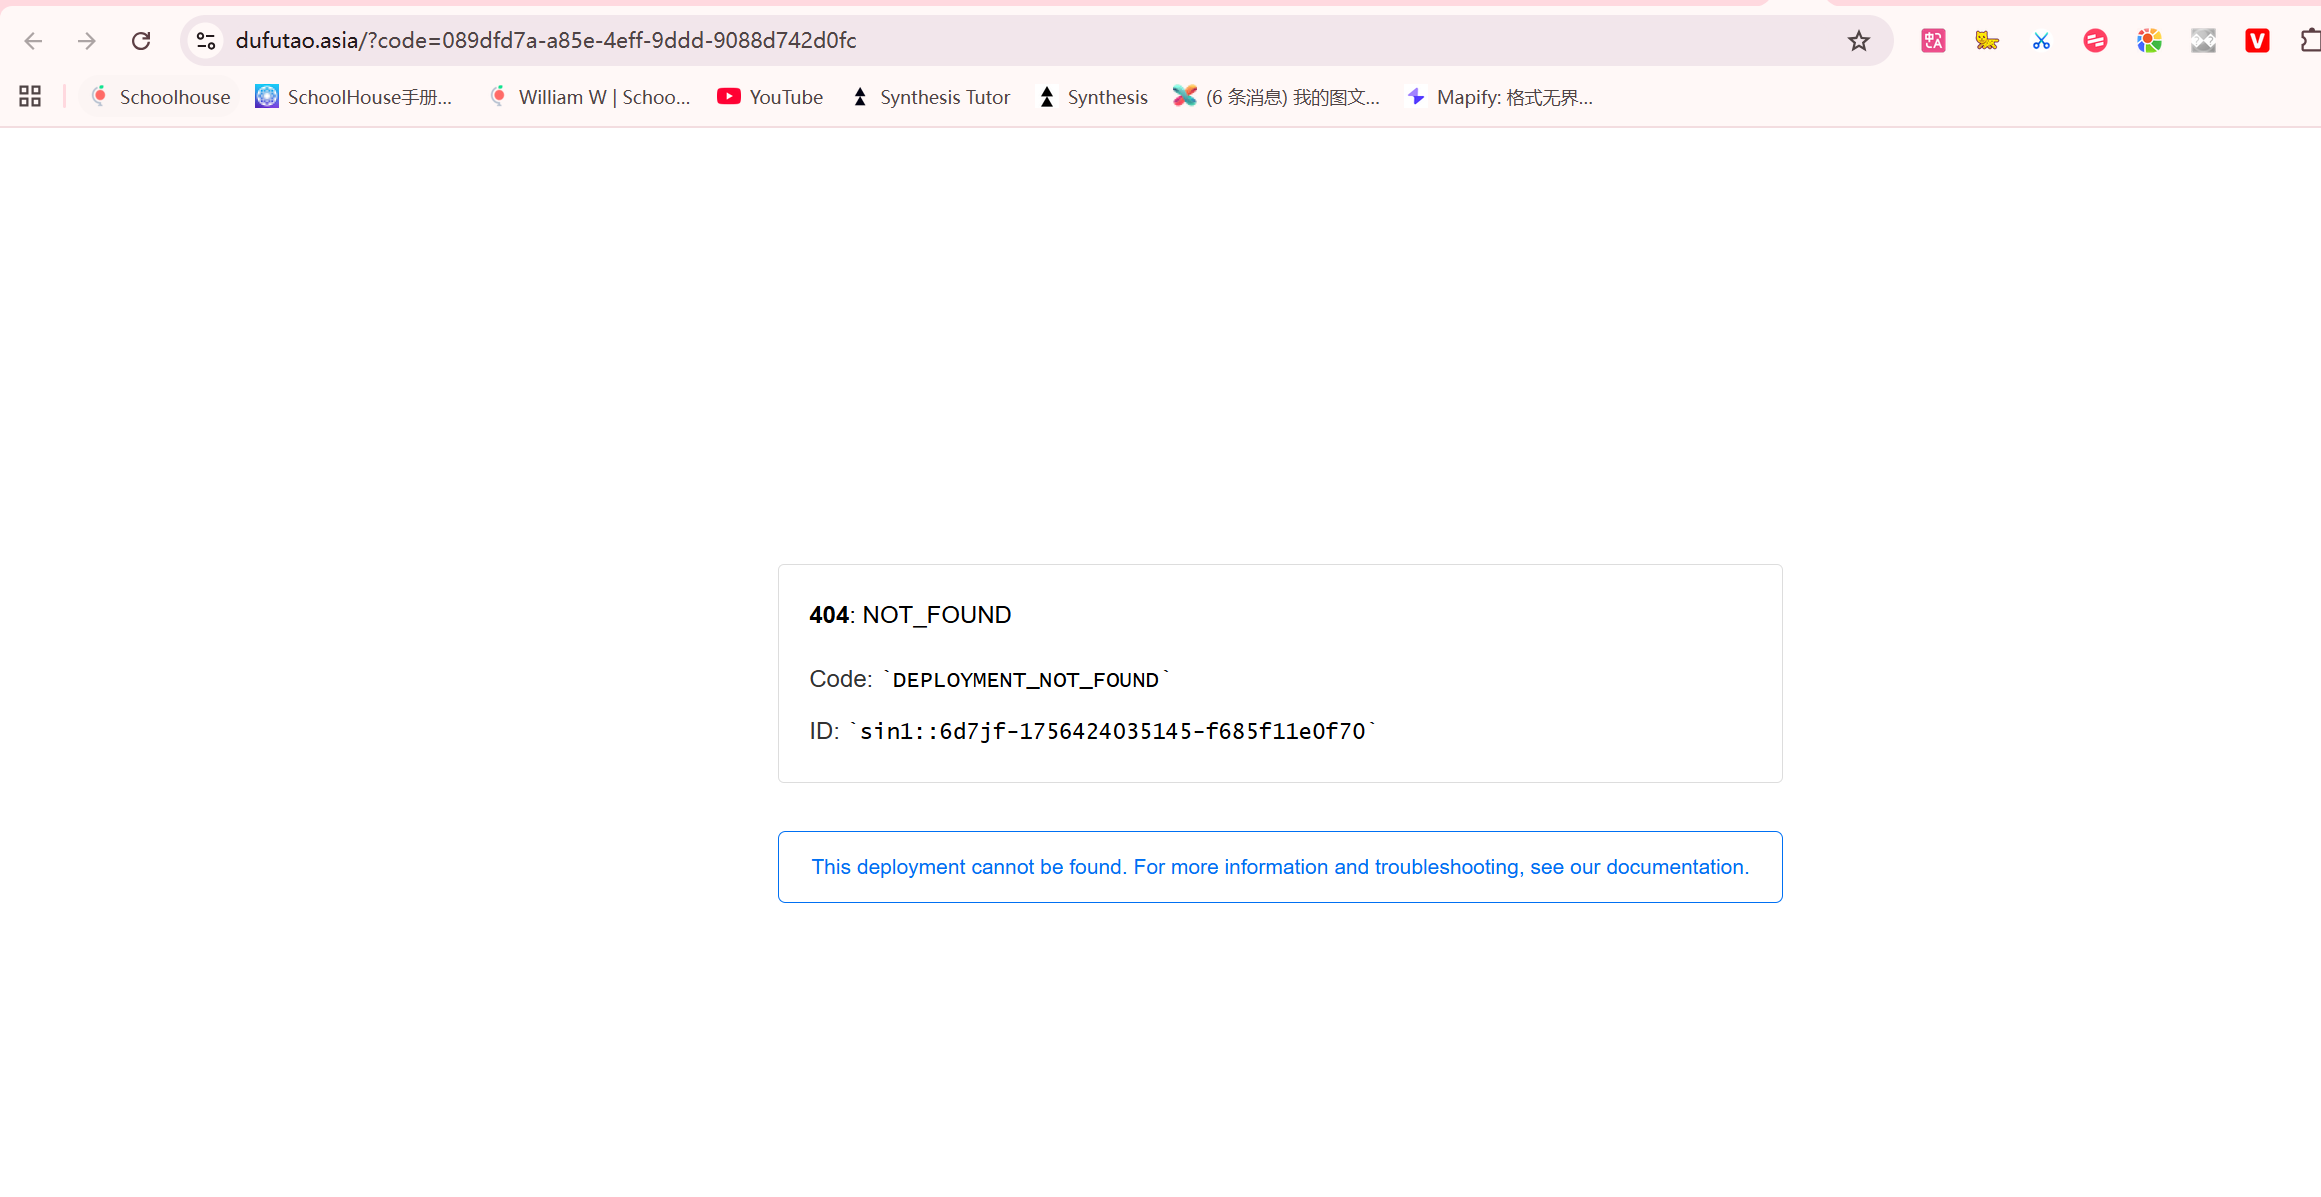 dufutao.asia/?code=089dfd7a-a85e-4eff-9ddd-9088d742d0fc
Schoolhouse
SchoolHouse手册...
William W | Schoo...
YouTube
Synthesis Tutor
Synthesis
(6 条消息) 我的图文...
Mapify: 格式无界...
404: NOT_FOUND
Code: `DEPLOYMENT_NOT_FOUND`
ID: `sin1::6d7jf-1756424035145-f685f11e0f70`
This deployment cannot be found. For more information and troubleshooting, see our documentation.